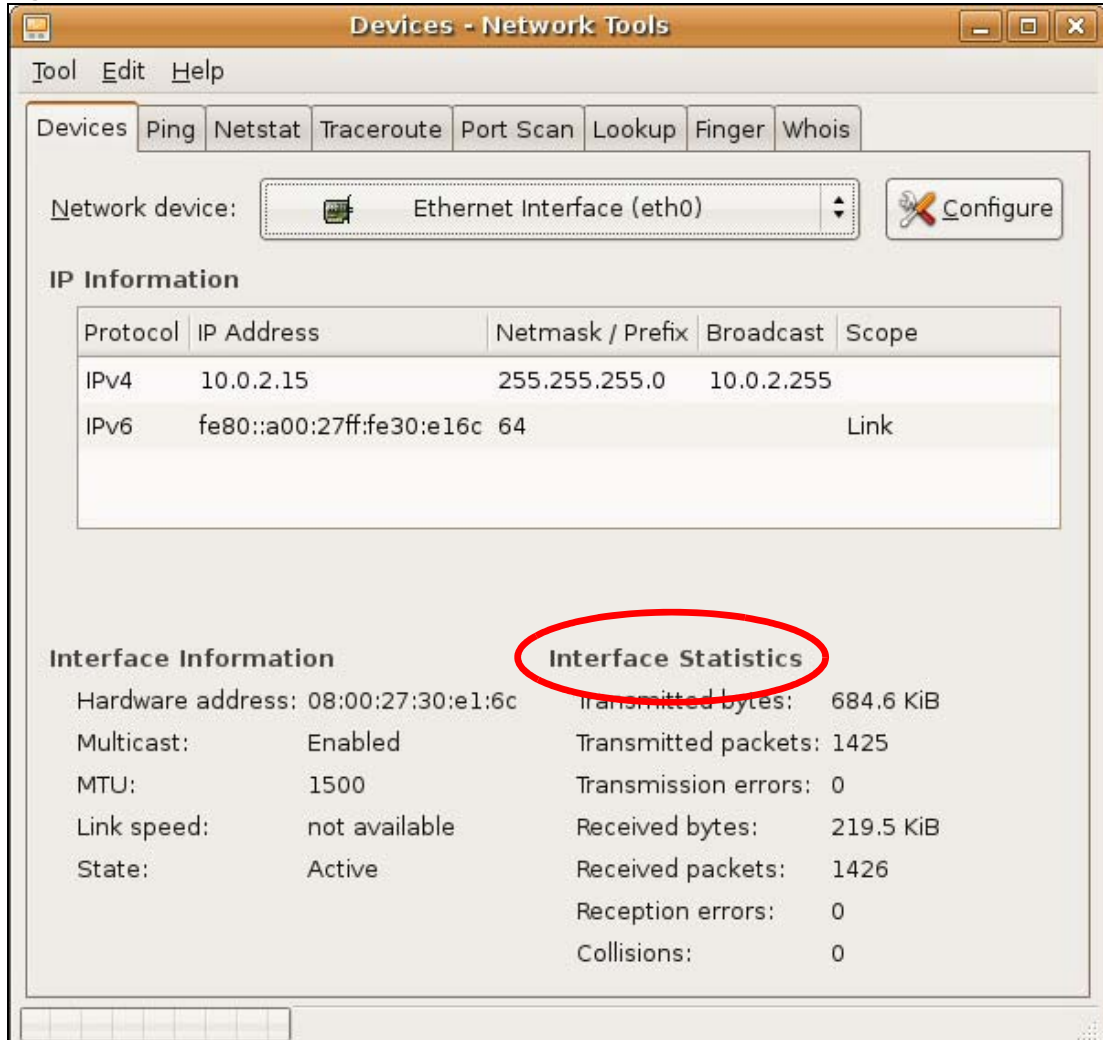 Devices - Network Tools
Tool Edit Help
Devices Ping Netstat Traceroute Port Scan Lookup Finger Whois
Network device: Ethernet Interface (eth0) Configure
IP Information
Protocol IP Address Netmask / Prefix Broadcast Scope
IPv4 10.0.2.15 255.255.255.0 10.0.2.255
IPv6 fe80::a00:27ff:fe30:e16c 64 Link
Interface Information
Hardware address: 08:00:27:30:e1:6c
Multicast: Enabled
MTU: 1500
Link speed: not available
State: Active
Interface Statistics
Transmitted bytes: 684.6 KiB
Transmitted packets: 1425
Transmission errors: 0
Received bytes: 219.5 KiB
Received packets: 1426
Reception errors: 0
Collisions: 0